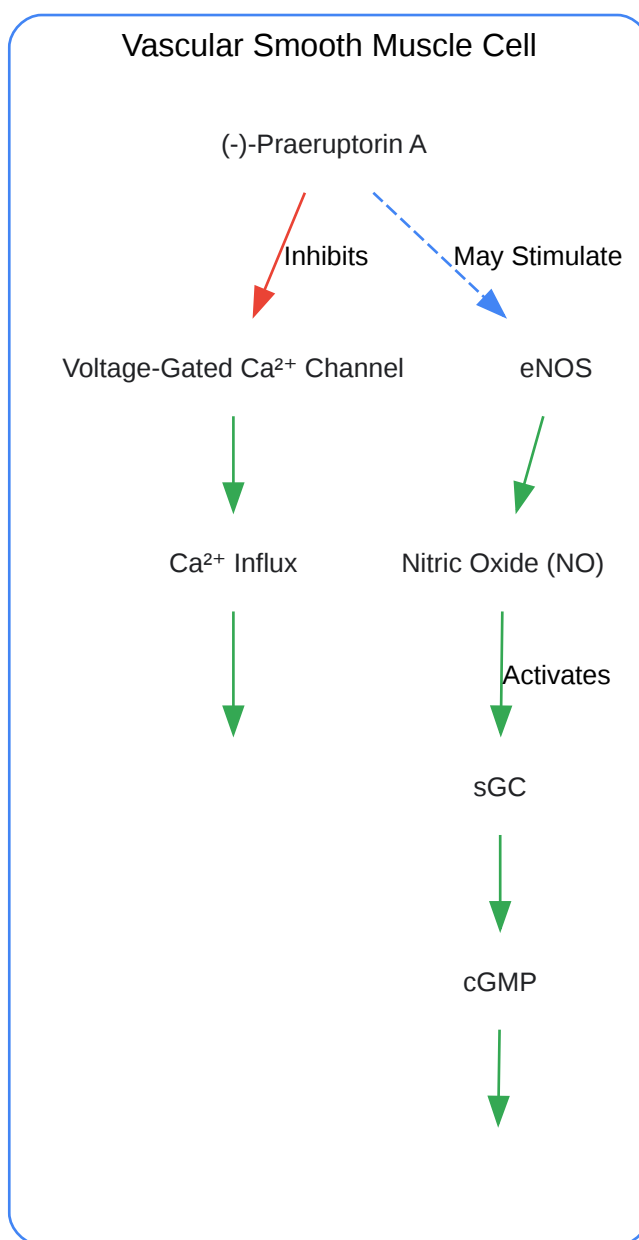 Vascular Smooth Muscle Cell
(-)-Praeruptorin A
Inhibits
May Stimulate
Voltage-Gated Ca²⁺ Channel
eNOS
Ca²⁺ Influx
Nitric Oxide (NO)
Activates
sGC
cGMP